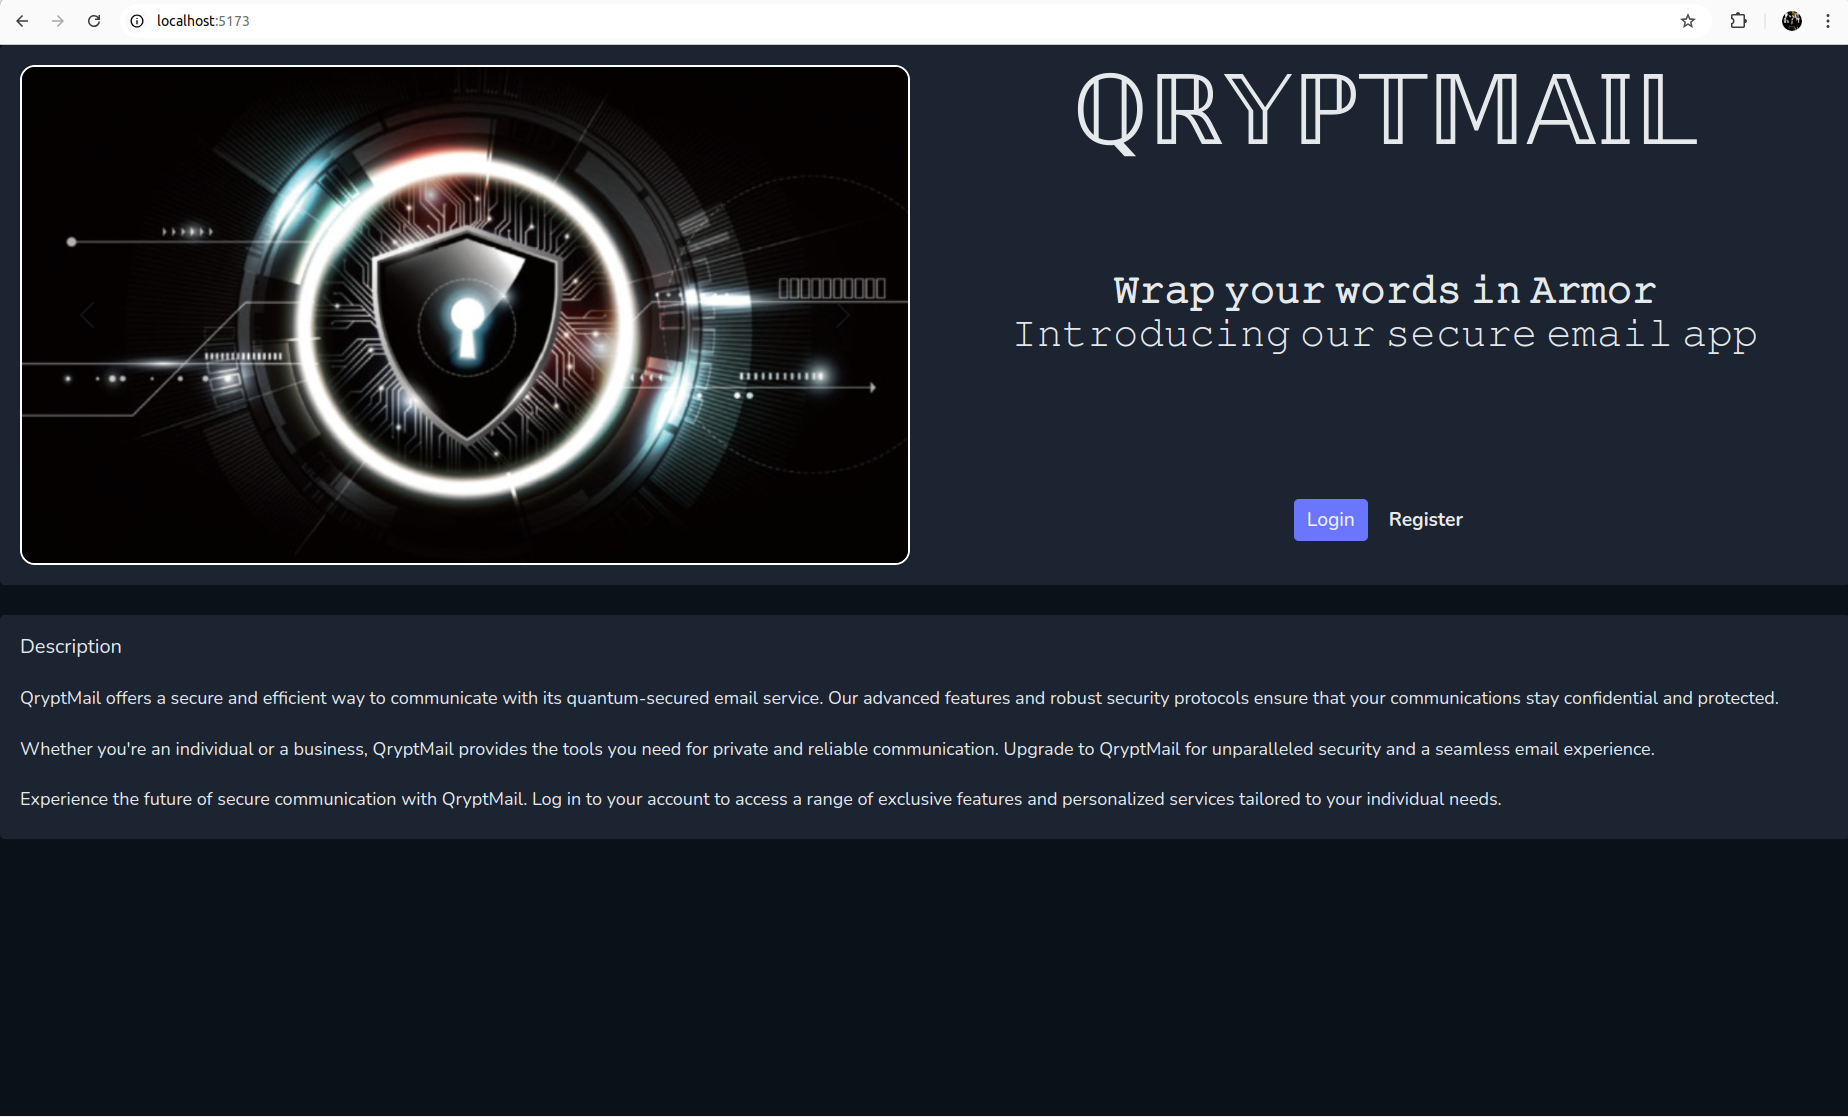 localhost:5173
QRYPTMAIL
Wrap your words in Armor
Introducing our secure email app
Login Register
Description
QryptMail offers a secure and efficient way to communicate with its quantum-secured email service. Our advanced features and robust security protocols ensure that your communications stay confidential and protected.
Whether you're an individual or a business, QryptMail provides the tools you need for private and reliable communication. Upgrade to QryptMail for unparalleled security and a seamless email experience.
Experience the future of secure communication with QryptMail. Log in to your account to access a range of exclusive features and personalized services tailored to your individual needs.